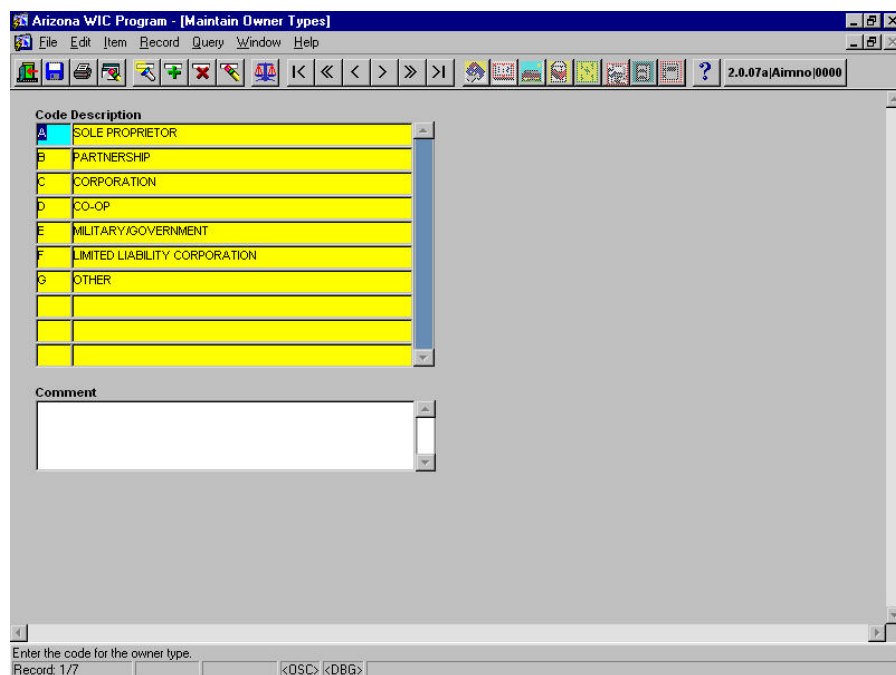 Arizona WIC Program - [Maintain Owner Types]
File Edit Item Record Query Window Help
2.0.07a|Aimno|0000
Code Description
A SOLE PROPRIETOR
B PARTNERSHIP
C CORPORATION
D CO-OP
E MILITARY/GOVERNMENT
F LIMITED LIABILITY CORPORATION
G OTHER
Comment
Enter the code for the owner type.
Record: 1/7 <OSC> <DBG>